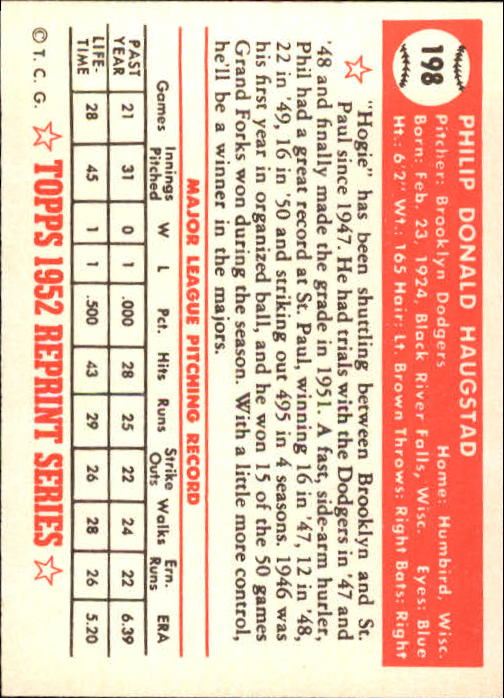 198
PHILIP DONALD HAUGSTAD
Pitcher: Brooklyn Dodgers Home: Humbird, Wisc.
Born: Feb. 23, 1924, Black River Falls, Wisc. Eyes: Blue
Ht.: 6'2" Wt.: 165 Hair: Lt. Brown Throws: Right Bats: Right
"Hogie" has been shuttling between Brooklyn and St.
Paul since 1947. He had trials with the Dodgers in '47 and
'48 and finally made the grade in 1951. A fast, side-arm hurler,
Phil had a great record at St. Paul, winning 16 in '47, 12 in '48,
22 in '49, 16 in '50 and striking out 495 in 4 seasons. 1946 was
his first year in organized ball, and he won 15 of the 50 games
Grand Forks won during the season. With a little more control,
he'll be a winner in the majors.
MAJOR LEAGUE PITCHING RECORD
Games Innings Pitched W L Pct. Hits Runs Strike Outs Walks Ern. Runs ERA
PAST YEAR 21 31 0 1 .000 28 25 22 24 22 6.39
LIFE-TIME 28 45 1 1 .500 43 29 26 28 26 5.20
© T. C. G. TOPPS 1952 REPRINT SERIES